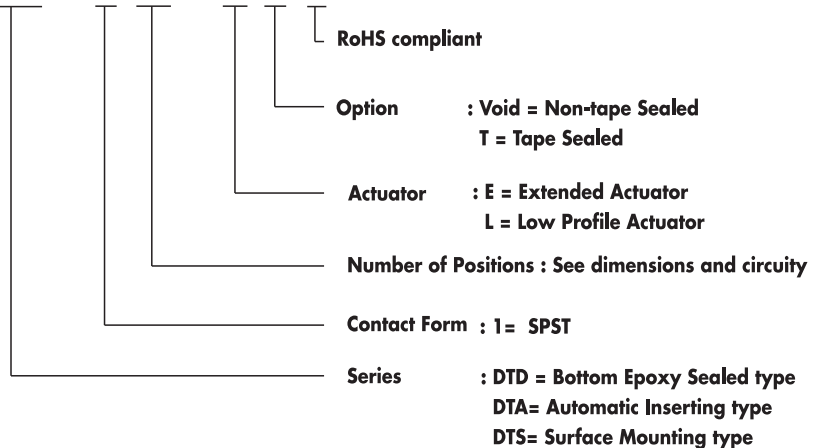 RoHS compliant
Option : Void = Non-tape Sealed
T = Tape Sealed
Actuator : E = Extended Actuator
L = Low Profile Actuator
Number of Positions : See dimensions and circuity
Contact Form : 1= SPST
Series : DTD = Bottom Epoxy Sealed type
DTA= Automatic Inserting type
DTS= Surface Mounting type